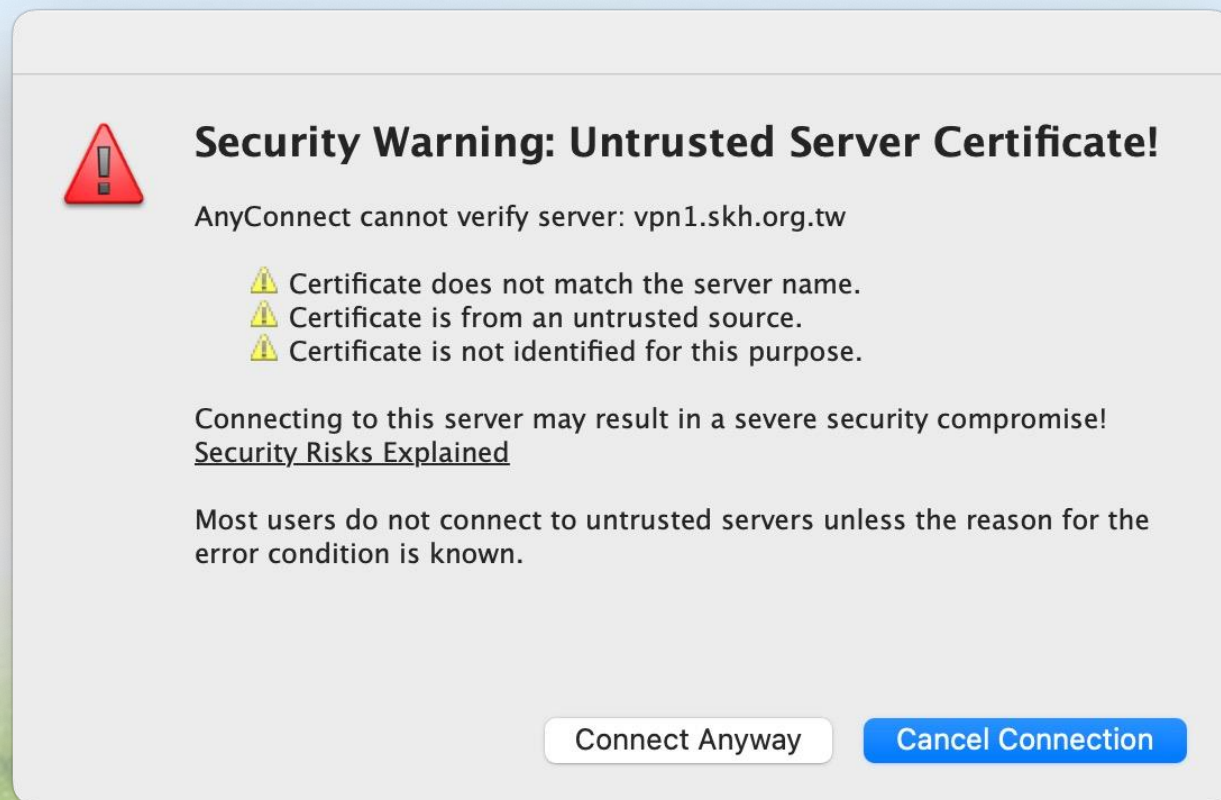 Security Warning: Untrusted Server Certificate!
AnyConnect cannot verify server: vpn1.skh.org.tw
Certificate does not match the server name.
Certificate is from an untrusted source.
Certificate is not identified for this purpose.
Connecting to this server may result in a severe security compromise!
Security Risks Explained
Most users do not connect to untrusted servers unless the reason for the
error condition is known.
Connect Anyway
Cancel Connection